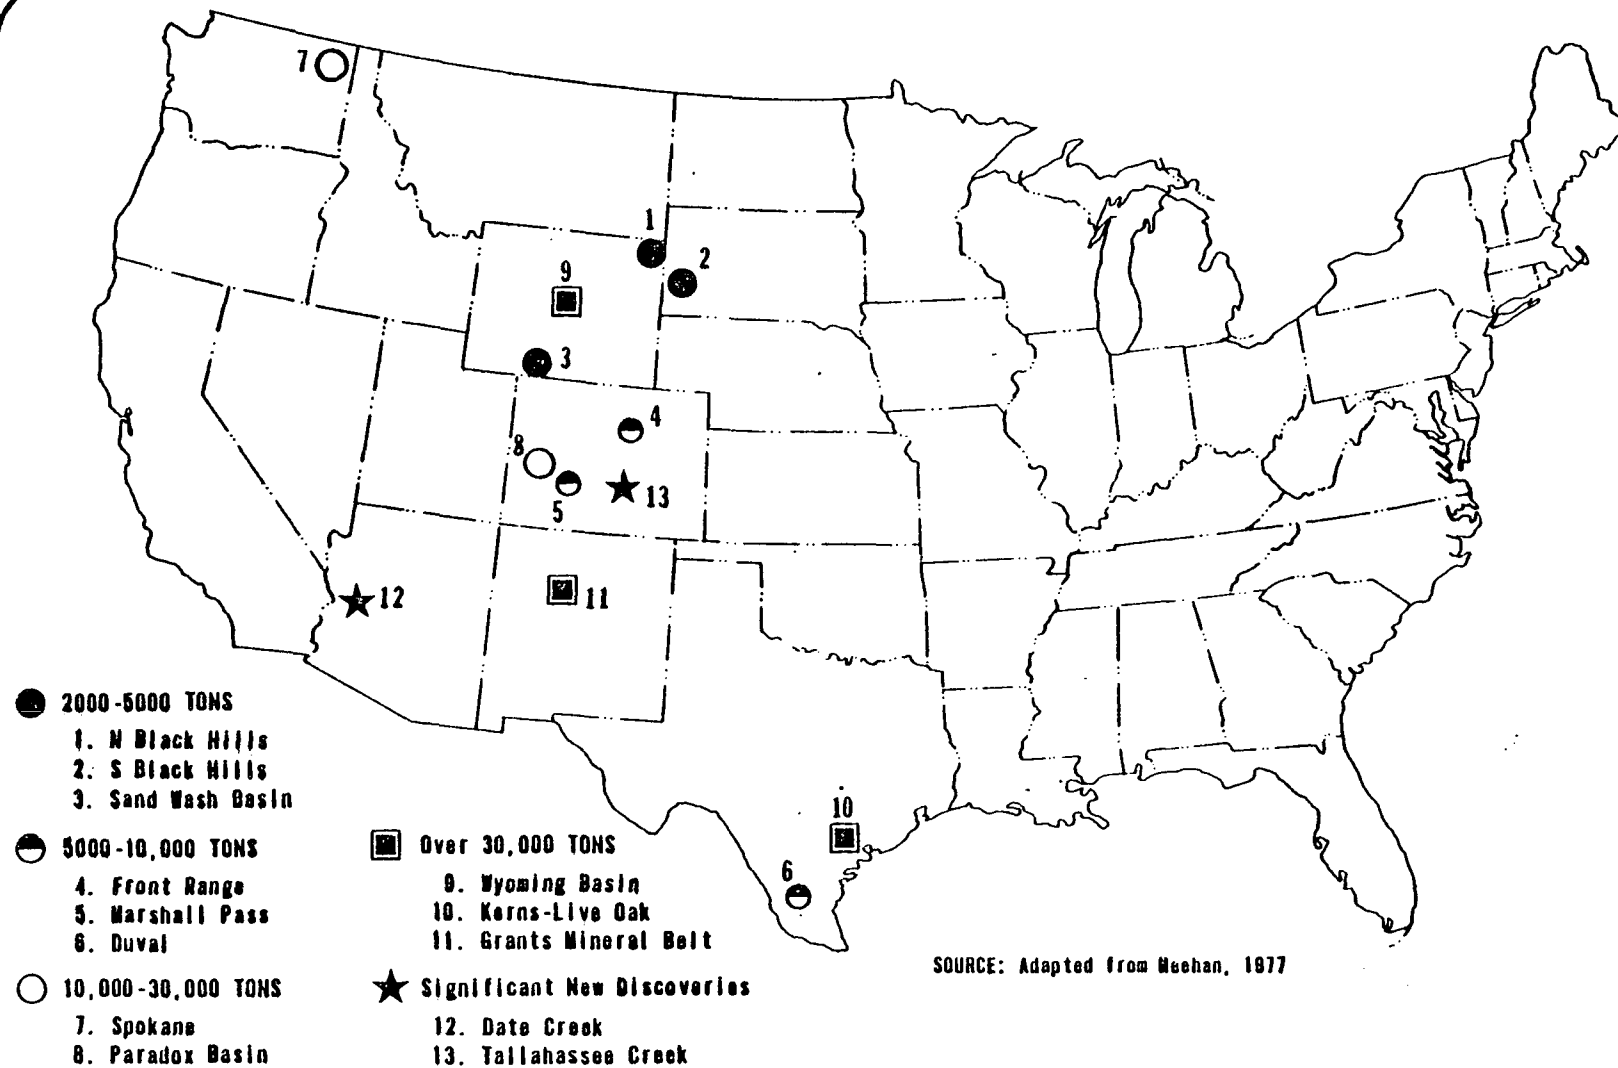 7
1
2
9
3
4
8
5
13
12
11
10
6
2000-5000 TONS
1. N Black Hills
2. S Black Hills
3. Sand Wash Basin
5000-10,000 TONS
4. Front Range
5. Marshall Pass
6. Duval
10,000-30,000 TONS
7. Spokane
8. Paradox Basin
Over 30,000 TONS
9. Wyoming Basin
10. Kerns-Live Oak
11. Grants Mineral Belt
Significant New Discoveries
12. Date Creek
13. Tallahassee Creek
SOURCE: Adapted from Meehan, 1977